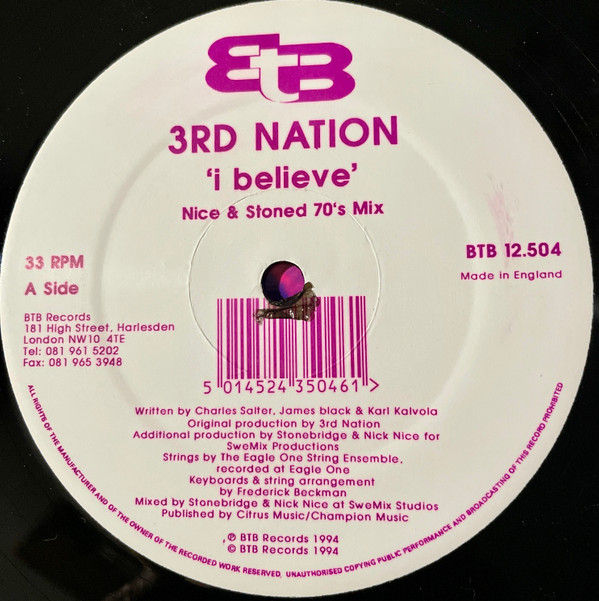 BtB
3RD NATION
'i believe'
Nice & Stoned 70's Mix
33 RPM
A Side
BTB 12.504
Made in England
BTB Records
181 High Street, Harlesden
London NW10 4TE
Tel: 081 961 5202
Fax: 081 965 3948
5 014524 350461 >
Written by Charles Salter, James black & Karl Kalvola
Original production by 3rd Nation
Additional production by Stonebridge & Nick Nice for
SweMix Productions
Strings by The Eagle One String Ensemble,
recorded at Eagle One
Keyboards & string arrangement
by Frederick Beckman
Mixed by Stonebridge & Nick Nice at SweMix Studios
Published by Citrus Music/Champion Music
℗ BTB Records 1994
© BTB Records 1994
ALL RIGHTS OF THE MANUFACTURER AND OF THE OWNER OF THE RECORDED WORK RESERVED, UNAUTHORISED COPYING PUBLIC PERFORMANCE AND BROADCASTING OF THIS RECORD PROHIBITED